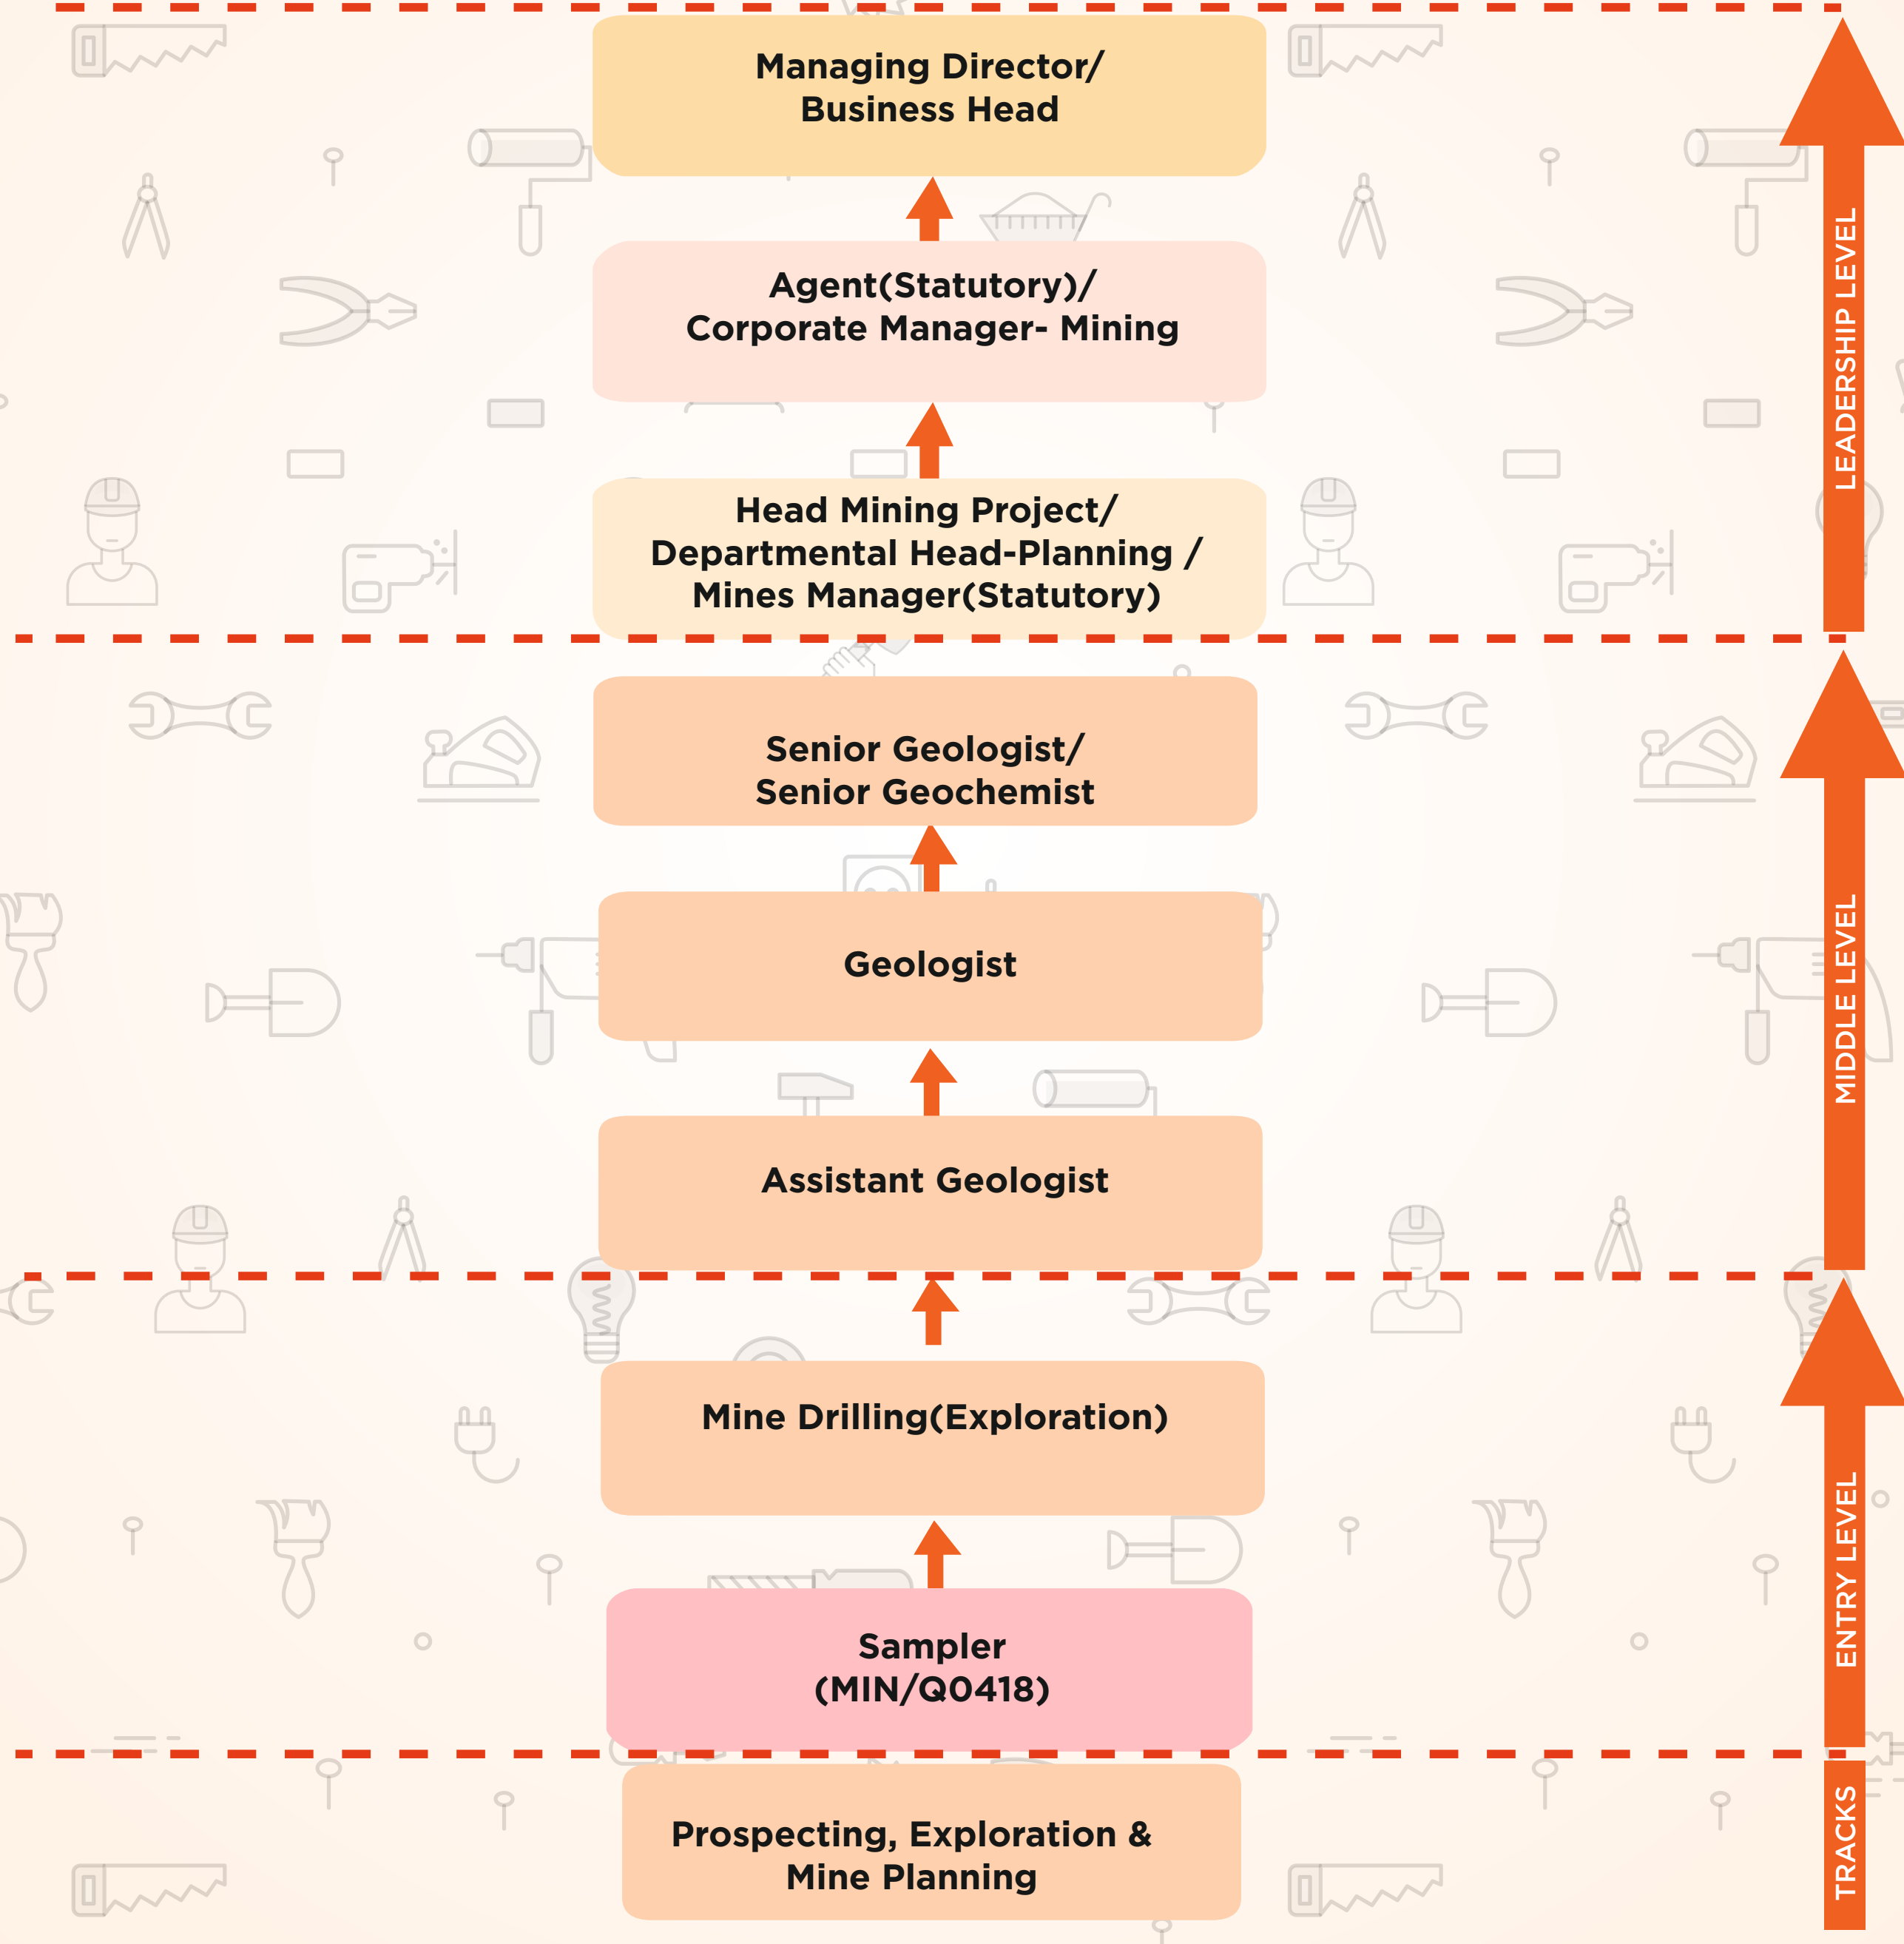 Managing Director/
Business Head
Agent(Statutory)/
Corporate Manager- Mining
Head Mining Project/
Departmental Head-Planning /
Mines Manager(Statutory)
LEADERSHIP LEVEL
Senior Geologist/
Senior Geochemist
Geologist
Assistant Geologist
MIDDLE LEVEL
Mine Drilling(Exploration)
Sampler
(MIN/Q0418)
ENTRY LEVEL
Prospecting, Exploration &
Mine Planning
TRACKS